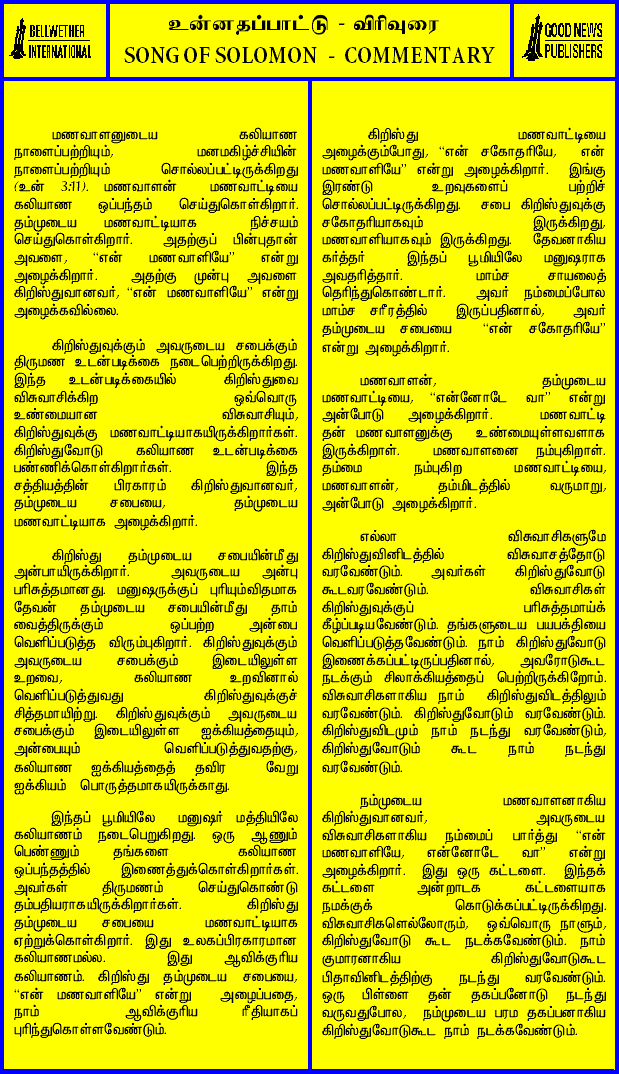 BELLWETHER
INTERNATIONAL
உன்னதப்பாட்டு - விரிவுரை
SONG OF SOLOMON - COMMENTARY
GOOD NEWS
PUBLISHERS
மணவாளனுடைய கலியாண
நாளைப்பற்றியும், மனமகிழ்ச்சியின்
நாளைப்பற்றியும் சொல்லப்பட்டிருக்கிறது
(உன் 3:11). மணவாளன் மணவாட்டியை
கலியாண ஒப்பந்தம் செய்துகொள்கிறார்.
தம்முடைய மணவாட்டியாக நிச்சயம்
செய்துகொள்கிறார். அதற்குப் பின்புதான்
அவளை, “என் மணவாளியே” என்று
அழைக்கிறார். அதற்கு முன்பு அவளை
கிறிஸ்துவானவர், “என் மணவாளியே” என்று
அழைக்கவில்லை.
கிறிஸ்துவுக்கும் அவருடைய சபைக்கும்
திருமண உடன்படிக்கை நடைபெற்றிருக்கிறது.
இந்த உடன்படிக்கையில் கிறிஸ்துவை
விசுவாசிக்கிற ஒவ்வொரு
உண்மையான விசுவாசியும்,
கிறிஸ்துவுக்கு மணவாட்டியாகயிருக்கிறார்கள்.
கிறிஸ்துவோடு கலியாண உடன்படிக்கை
பண்ணிக்கொள்கிறார்கள். இந்த
சத்தியத்தின் பிரகாரம் கிறிஸ்துவானவர்,
தம்முடைய சபையை, தம்முடைய
மணவாட்டியாக அழைக்கிறார்.
கிறிஸ்து தம்முடைய சபையின்மீது
அன்பாயிருக்கிறார். அவருடைய அன்பு
பரிசுத்தமானது. மனுஷருக்குப் புரியும்விதமாக
தேவன் தம்முடைய சபையின்மீது தாம்
வைத்திருக்கும் ஒப்பற்ற அன்பை
வெளிப்படுத்த விரும்புகிறார். கிறிஸ்துவுக்கும்
அவருடைய சபைக்கும் இடையிலுள்ள
உறவை, கலியாண உறவினால்
வெளிப்படுத்துவது கிறிஸ்துவுக்குச்
சித்தமாயிற்று. கிறிஸ்துவுக்கும் அவருடைய
சபைக்கும் இடையிலுள்ள ஐக்கியத்தையும்,
அன்பையும் வெளிப்படுத்துவதற்கு,
கலியாண ஐக்கியத்தைத் தவிர வேறு
ஐக்கியம் பொருத்தமாகயிருக்காது.
இந்தப் பூமியிலே மனுஷர் மத்தியிலே
கலியாணம் நடைபெறுகிறது. ஒரு ஆணும்
பெண்ணும் தங்களை கலியாண
ஒப்பந்தத்தில் இணைத்துக்கொள்கிறார்கள்.
அவர்கள் திருமணம் செய்துகொண்டு
தம்பதியராகயிருக்கிறார்கள். கிறிஸ்து
தம்முடைய சபையை மணவாட்டியாக
ஏற்றுக்கொள்கிறார். இது உலகப்பிரகாரமான
கலியாணமல்ல. இது ஆவிக்குரிய
கலியாணம். கிறிஸ்து தம்முடைய சபையை,
“என் மணவாளியே” என்று அழைப்பதை,
நாம் ஆவிக்குரிய ரீதியாகப்
புரிந்துகொள்ளவேண்டும்.
கிறிஸ்து மணவாட்டியை
அழைக்கும்போது, “என் சகோதரியே, என்
மணவாளியே” என்று அழைக்கிறார். இங்கு
இரண்டு உறவுகளைப் பற்றிச்
சொல்லப்பட்டிருக்கிறது. சபை கிறிஸ்துவுக்கு
சகோதரியாகவும் இருக்கிறது,
மணவாளியாகவும் இருக்கிறது. தேவனாகிய
கர்த்தர் இந்தப் பூமியிலே மனுஷராக
அவதரித்தார். மாம்ச சாயலைத்
தெரிந்துகொண்டார். அவர் நம்மைப்போல
மாம்ச சரீரத்தில் இருப்பதினால், அவர்
தம்முடைய சபையை “என் சகோதரியே”
என்று அழைக்கிறார்.
மணவாளன், தம்முடைய
மணவாட்டியை, “என்னோடே வா” என்று
அன்போடு அழைக்கிறார். மணவாட்டி
தன் மணவாளனுக்கு உண்மையுள்ளவளாக
இருக்கிறாள். மணவாளனை நம்புகிறாள்.
தம்மை நம்புகிற மணவாட்டியை,
மணவாளன், தம்மிடத்தில் வருமாறு,
அன்போடு அழைக்கிறார்.
எல்லா விசுவாசிகளுமே
கிறிஸ்துவினிடத்தில் விசுவாசத்தோடு
வரவேண்டும். அவர்கள் கிறிஸ்துவோடு
கூடவரவேண்டும். விசுவாசிகள்
கிறிஸ்துவுக்குப் பரிசுத்தமாய்க்
கீழ்ப்படியவேண்டும். தங்களுடைய பயபக்தியை
வெளிப்படுத்தவேண்டும். நாம் கிறிஸ்துவோடு
இணைக்கப்பட்டிருப்பதினால், அவரோடுகூட
நடக்கும் சிலாக்கியத்தைப் பெற்றிருக்கிறோம்.
விசுவாசிகளாகிய நாம் கிறிஸ்துவிடத்திலும்
வரவேண்டும். கிறிஸ்துவோடும் வரவேண்டும்.
கிறிஸ்துவிடமும் நாம் நடந்து வரவேண்டும்,
கிறிஸ்துவோடும் கூட நாம் நடந்து
வரவேண்டும்.
நம்முடைய மணவாளனாகிய
கிறிஸ்துவானவர், அவருடைய
விசுவாசிகளாகிய நம்மைப் பார்த்து “என்
மணவாளியே, என்னோடே வா” என்று
அழைக்கிறார். இது ஒரு கட்டளை. இந்தக்
கட்டளை அன்றாடக கட்டளையாக
நமக்குக் கொடுக்கப்பட்டிருக்கிறது.
விசுவாசிகளெல்லோரும், ஒவ்வொரு நாளும்,
கிறிஸ்துவோடு கூட நடக்கவேண்டும். நாம்
குமாரனாகிய கிறிஸ்துவோடுகூட
பிதாவினிடத்திற்கு நடந்து வரவேண்டும்.
ஒரு பிள்ளை தன் தகப்பனோடு நடந்து
வருவதுபோல, நம்முடைய பரம தகப்பனாகிய
கிறிஸ்துவோடுகூட நாம் நடக்கவேண்டும்.